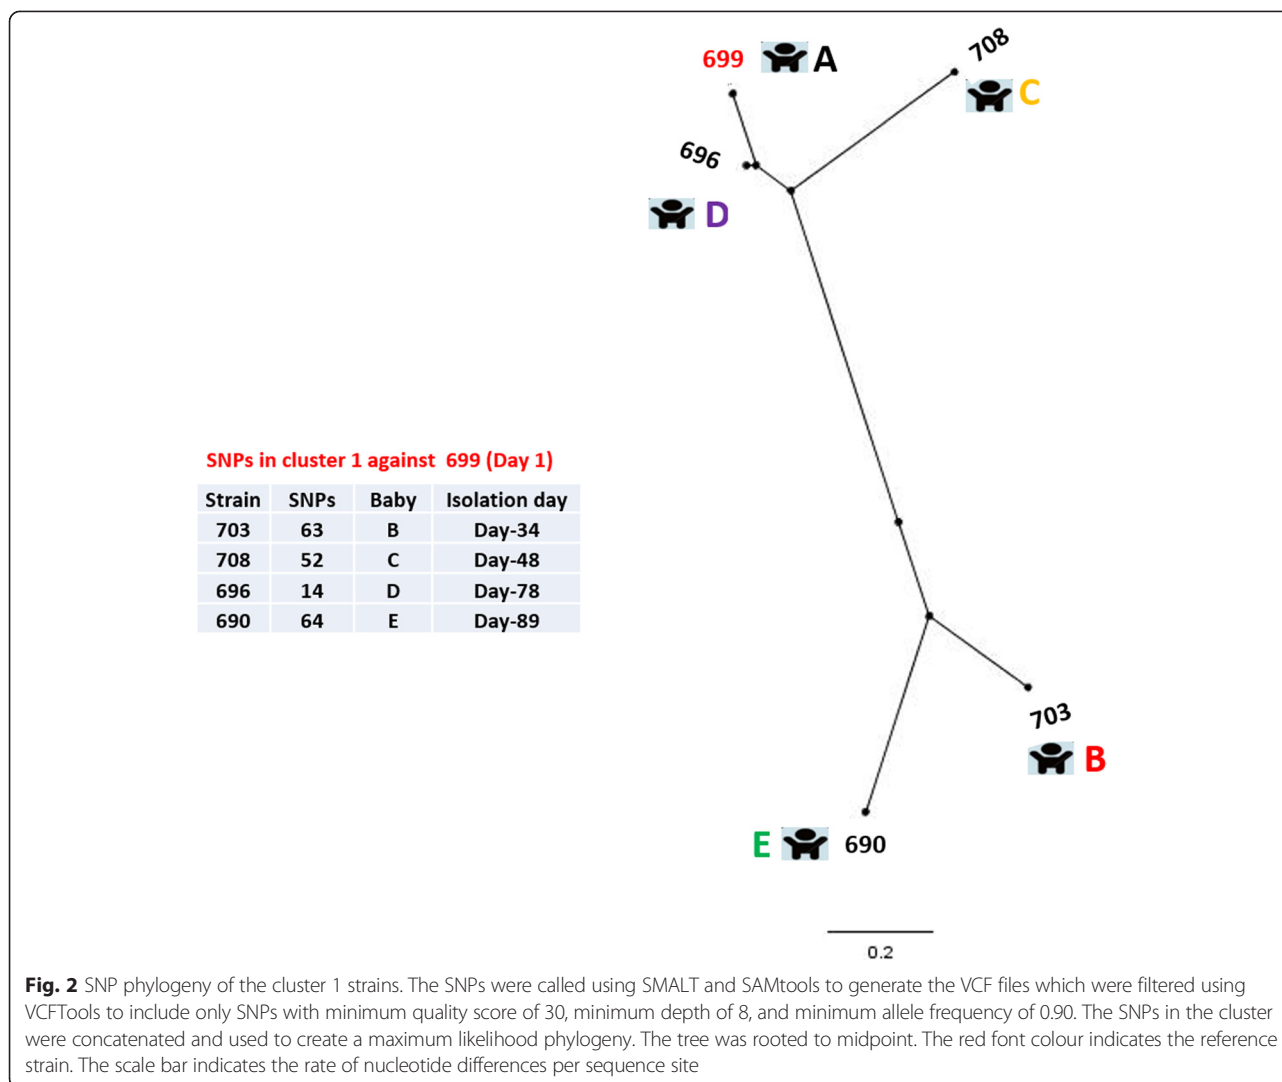 699 A
708
C
696
D
SNPs in cluster 1 against 699 (Day 1)
Strain SNPs Baby Isolation day
703 63 B Day-34
708 52 C Day-48
696 14 D Day-78
690 64 E Day-89
703
B
E 690
0.2
Fig. 2 SNP phylogeny of the cluster 1 strains. The SNPs were called using SMALT and SAMtools to generate the VCF files which were filtered using
VCFTools to include only SNPs with minimum quality score of 30, minimum depth of 8, and minimum allele frequency of 0.90. The SNPs in the cluster
were concatenated and used to create a maximum likelihood phylogeny. The tree was rooted to midpoint. The red font colour indicates the reference
strain. The scale bar indicates the rate of nucleotide differences per sequence site